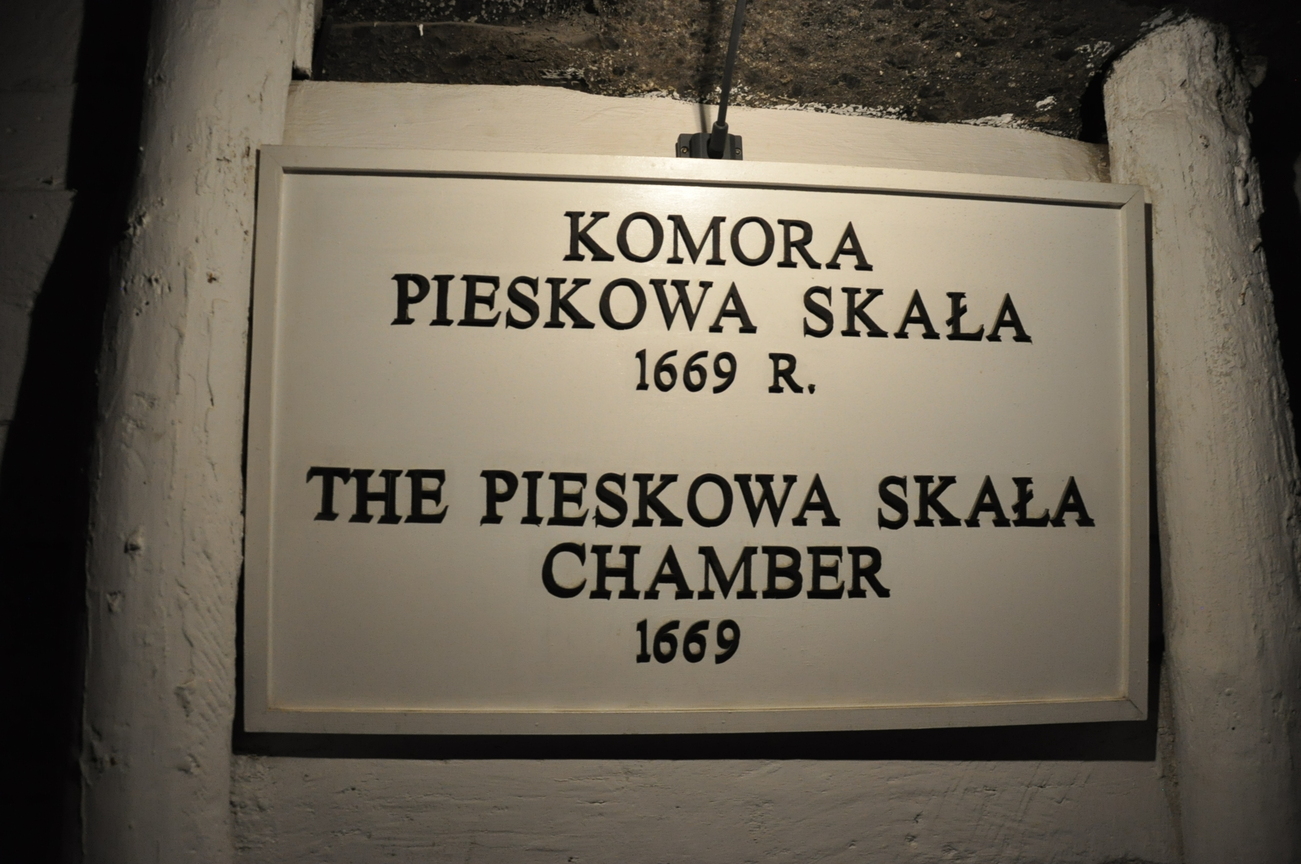 KOMORA
PIESKOWA SKAŁA
1669 R.
THE PIESKOWA SKAŁA
CHAMBER
1669